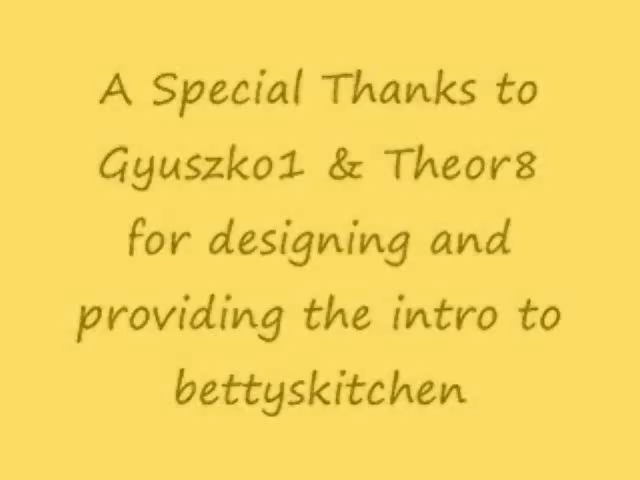 A Special Thanks to
Gyuszko1 & Theor8
for designing and
providing the intro to
bettyskitchen